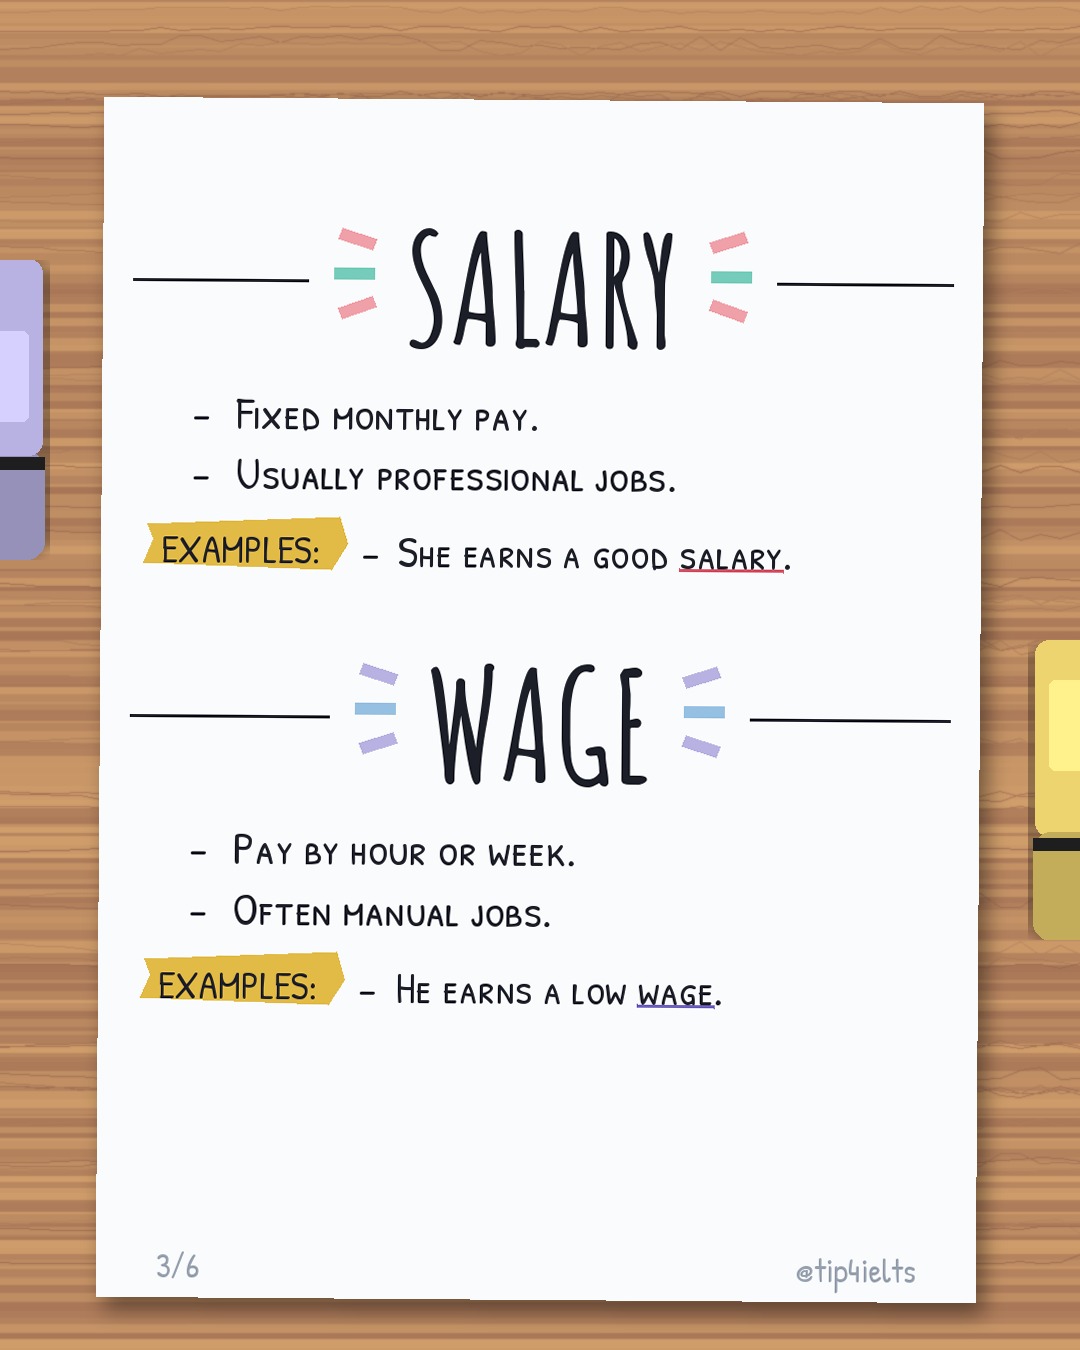 SALARY
- FIXED MONTHLY PAY.
- USUALLY PROFESSIONAL JOBS.
EXAMPLES: - SHE EARNS A GOOD SALARY.
WAGE
- PAY BY HOUR OR WEEK.
- OFTEN MANUAL JOBS.
EXAMPLES: - HE EARNS A LOW WAGE.
3/6 @tip4ielts